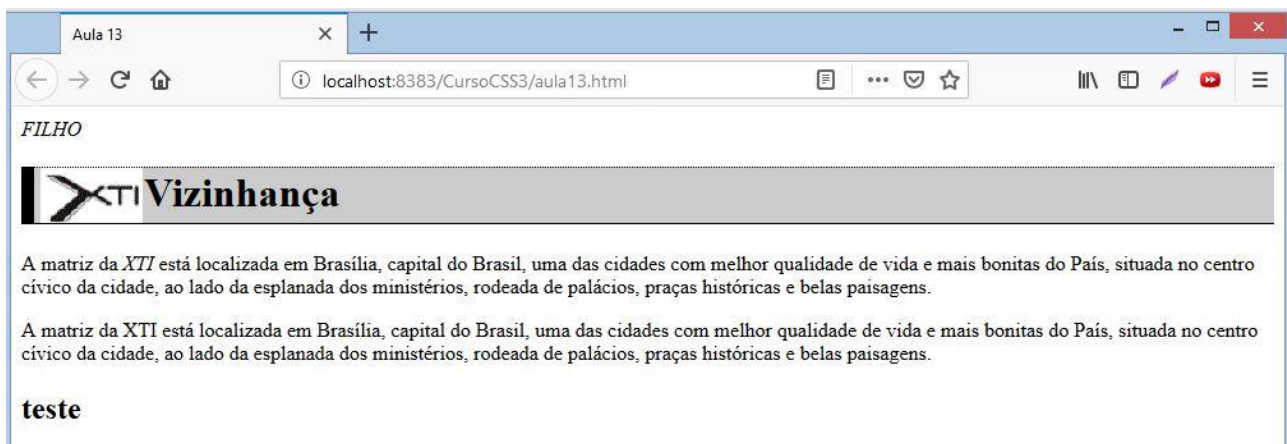 Aula 13
localhost:8383/CursoCSS3/aula13.html
FILHO
XTI Vizinhança
A matriz da XTI está localizada em Brasília, capital do Brasil, uma das cidades com melhor qualidade de vida e mais bonitas do País, situada no centro
cívico da cidade, ao lado da esplanada dos ministérios, rodeada de palácios, praças históricas e belas paisagens.
A matriz da XTI está localizada em Brasília, capital do Brasil, uma das cidades com melhor qualidade de vida e mais bonitas do País, situada no centro
cívico da cidade, ao lado da esplanada dos ministérios, rodeada de palácios, praças históricas e belas paisagens.
teste